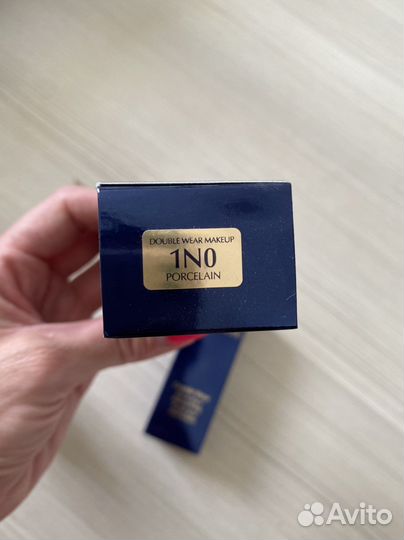 DOUBLE WEAR MAKEUP
1N0
PORCELAIN
Avito